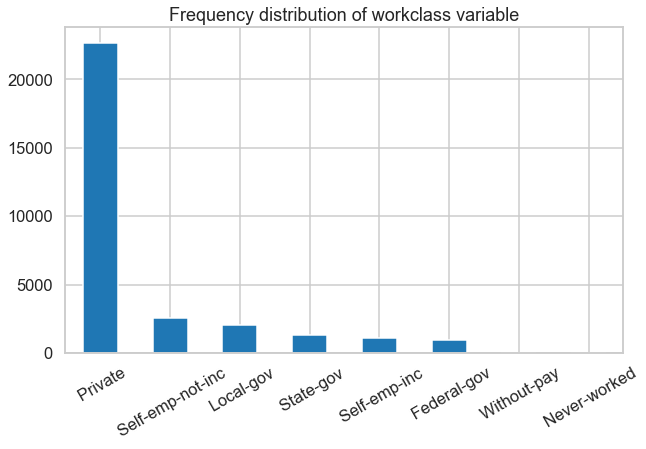 Frequency distribution of workclass variable
20000
15000
10000
5000
0
Private
Self-emp-not-inc
Local-gov
State-gov
Self-emp-inc
Federal-gov
Without-pay
Never-worked